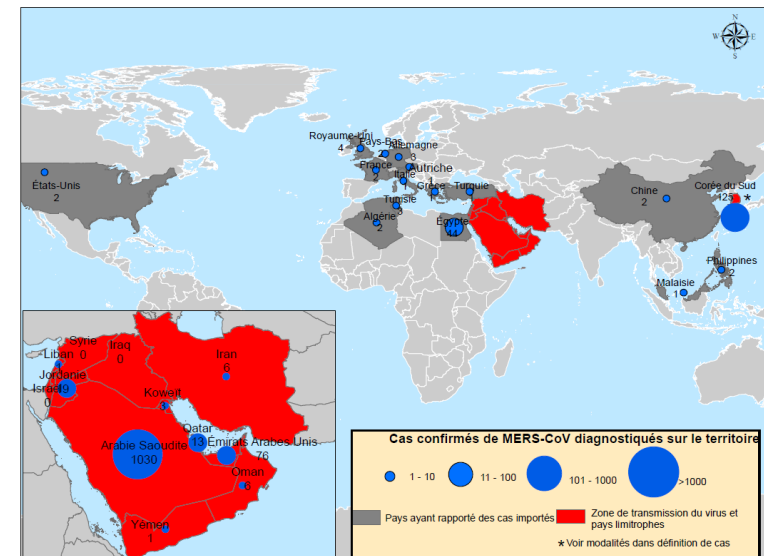 N
W E
S
Royaume-Uni
4
Pays-Bas
2
Allemagne
3
France
2
Autriche
Italie
1
Grèce
1
Turquie
Tunisie
3
Algérie
2
Égypte
44
États-Unis
2
Chine
2
Corée du Sud
125 *
Philippines
2
Malaisie
1
Syrie
0
Iraq
0
Liban
1
Jordanie
19
Israël
0
Iran
6
Koweït
3
Qatar
13
Émirats Arabes Unis
76
Arabie Saoudite
1030
Oman
6
Yémen
1
Cas confirmés de MERS-CoV diagnostiqués sur le territoire
1 - 10
11 - 100
101 - 1000
>1000
Pays ayant rapporté des cas importés
Zone de transmission du virus et
pays limitrophes
* Voir modalités dans définition de cas